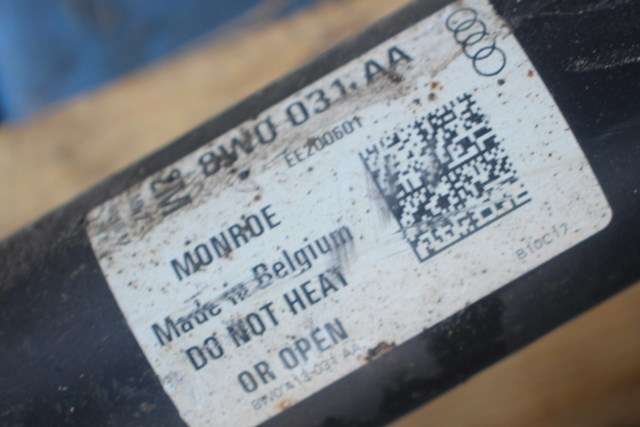 8W0 031 AA
EE200601
MONROE
Made in Belgium
DO NOT HEAT
OR OPEN